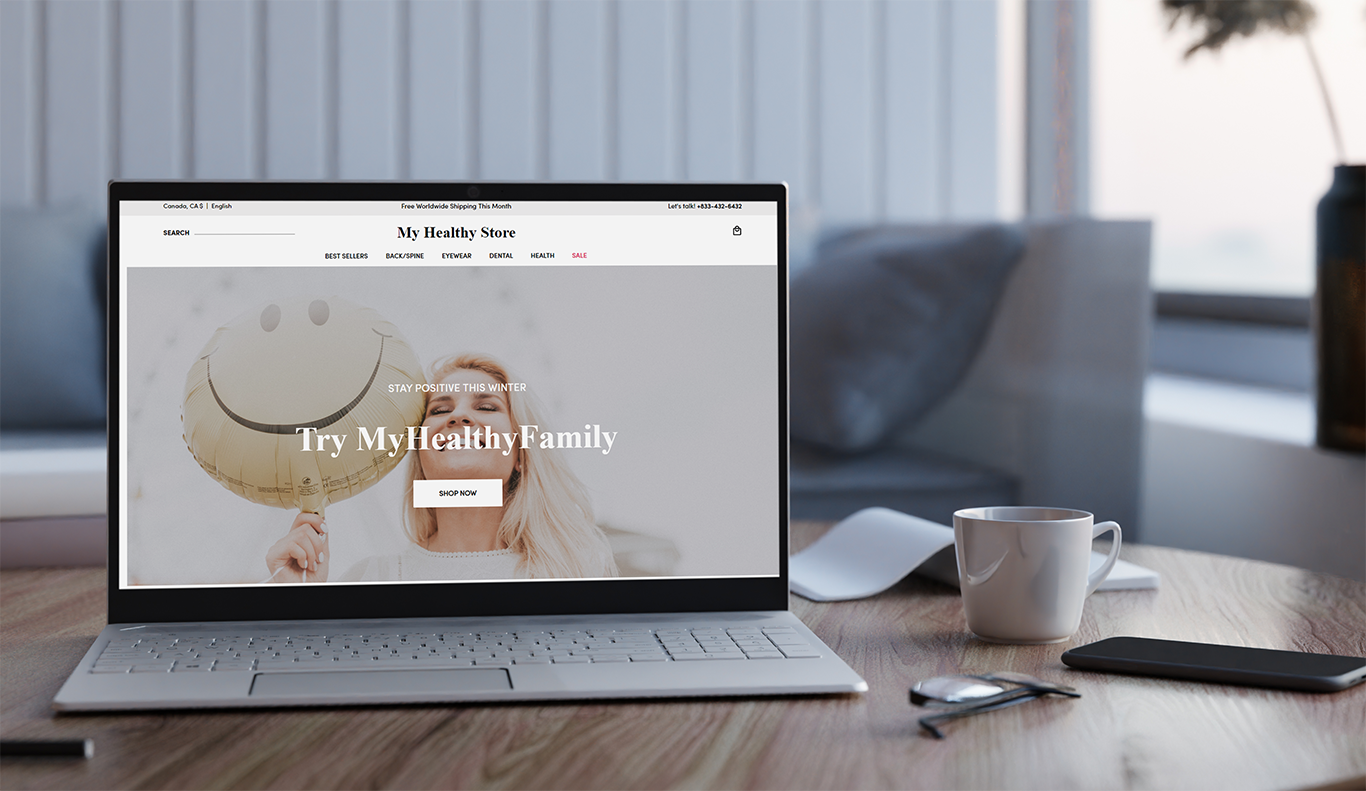 Canada, CA $ | English
Free Worldwide Shipping This Month
Let's talk! +833-432-6432
SEARCH
My Healthy Store
BEST SELLERS BACK/SPINE EYEWEAR DENTAL HEALTH SALE
STAY POSITIVE THIS WINTER
Try MyHealthyFamily
SHOP NOW